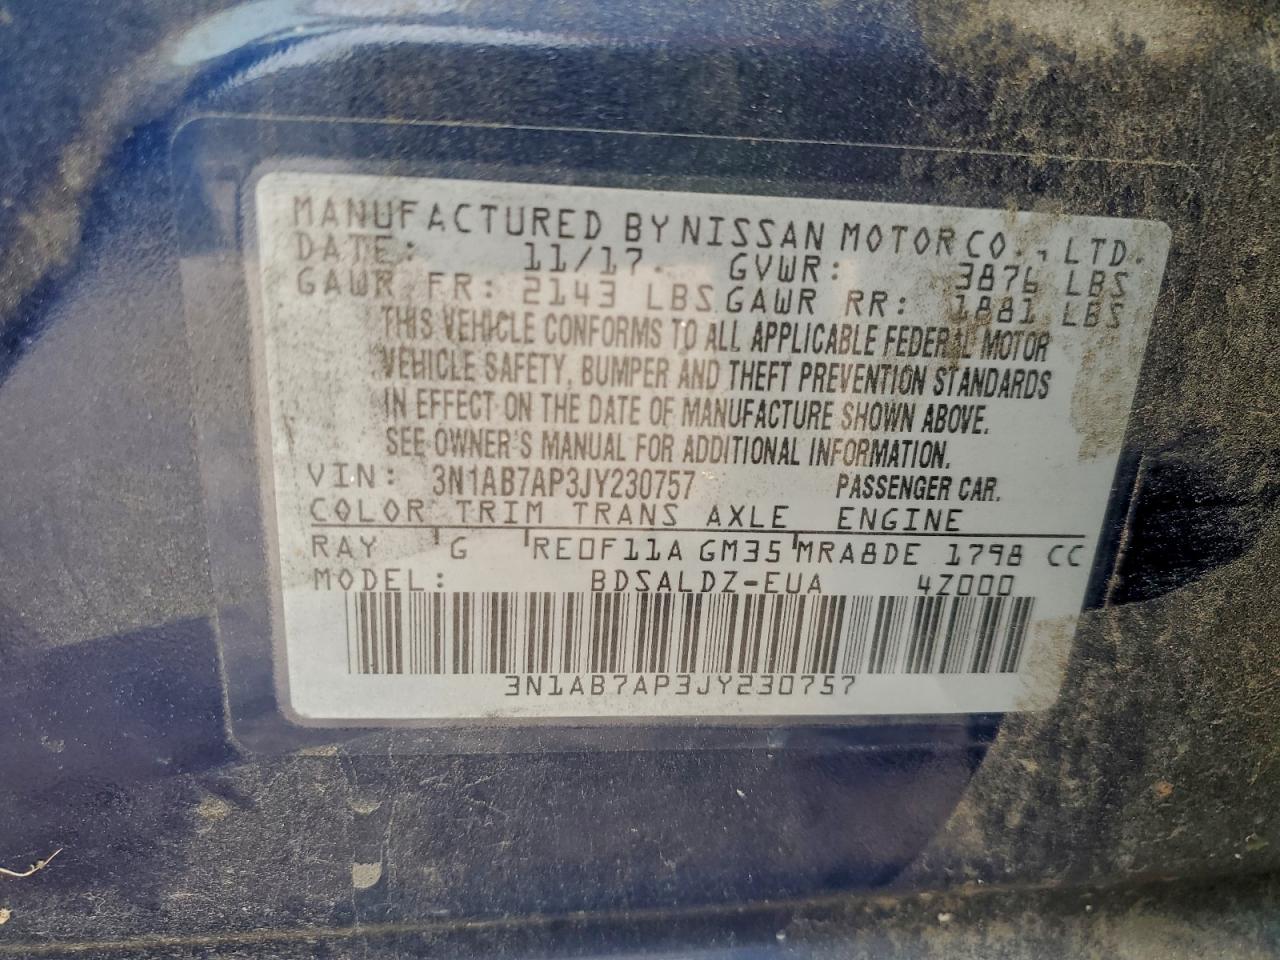 MANUFACTURED BY NISSAN MOTOR CO., LTD.
DATE: 11/17. GVWR: 3876 LBS
GAWR FR: 2143 LBS GAWR RR: 1881 LBS
THIS VEHICLE CONFORMS TO ALL APPLICABLE FEDERAL MOTOR
VEHICLE SAFETY, BUMPER AND THEFT PREVENTION STANDARDS
IN EFFECT ON THE DATE OF MANUFACTURE SHOWN ABOVE.
SEE OWNER'S MANUAL FOR ADDITIONAL INFORMATION.
VIN: 3N1AB7AP3JY230757 PASSENGER CAR.
COLOR TRIM TRANS AXLE ENGINE
RAY G RE0F11A GM35 MRA8DE 1798 CC
MODEL: BDSALDZ-EUA 4Z000
3N1AB7AP3JY230757